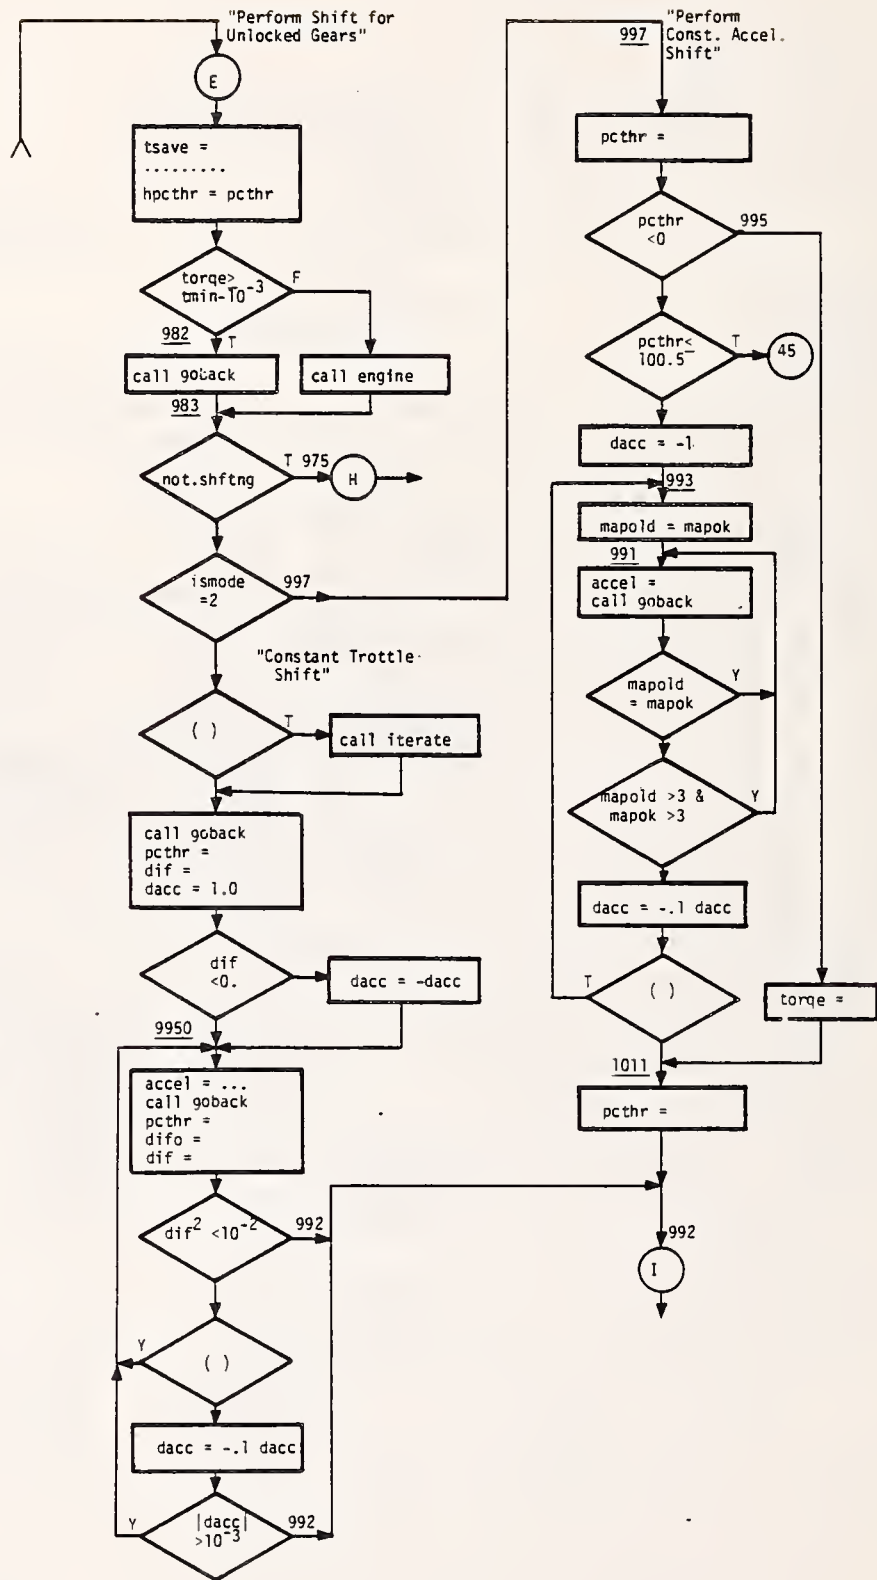 "Perform Shift for
Unlocked Gears"
E
tsave =
.........
hpcthr = pcthr
torqe>
tmin-10-3
F
982
T
call goback
call engine
983
not.shftng
T 975
H
ismode
=2
997
"Constant Trottle
Shift"
( )
T
call iterate
call goback
pcthr =
dif =
dacc = 1.0
dif
<0.
dacc = -dacc
9950
accel = ...
call goback
pcthr =
difo =
dif =
dif2 <10-2
992
Y
( )
dacc = -.1 dacc
Y
|dacc|
>10-3
992
"Perform
Const. Accel.
Shift"
997
pcthr =
pcthr
<0
995
pcthr≤
100.5
T
45
dacc = -1
993
mapold = mapok
991
accel =
call goback
mapold
= mapok
Y
mapold >3 &
mapok >3
Y
dacc = -.1 dacc
T
( )
torqe =
1011
pcthr =
992
I